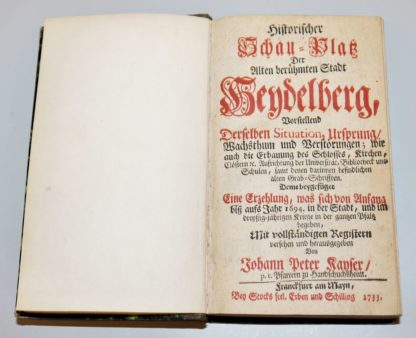 Historischer
Schau-Platz
Der
Alten berühmten Stadt
Heydelberg,
Vorstellend
Derselben Situation, Ursprung/
Wachsthum und Verstörungen; wie
auch die Erbauung des Schlosses, Kirchen,
Clöstern ꝛc. Aufrichtung der Universität, Bibliotheck und
Schulen, samt denen darinnen befindlichen
alten Grab-Schrifften.
Deme beygefüget
Eine Erzehlung, was sich von Anfang
biß aufs Jahr 1694. in der Stadt, und im
dreyßig-jährigen Kriege in der gantzen Pfaltz
begeben,
Mit vollständigen Registern
versehen und herausgegeben
Von
Johann Peter Kayser/
p. t. Pfarrern zu Handschuchsheim.
Franckfurt am Mayn,
Bey Stocks seel. Erben und Schilling 1733.